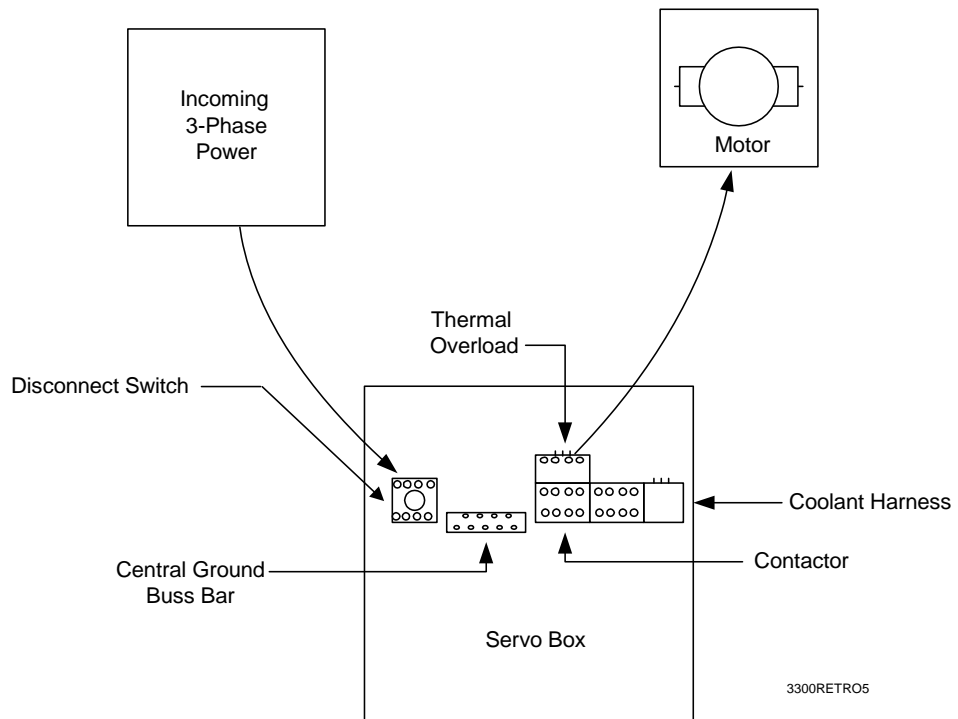 Incoming
3-Phase
Power
Motor
Thermal
Overload
Disconnect Switch
Coolant Harness
Central Ground
Buss Bar
Contactor
Servo Box
3300RETRO5